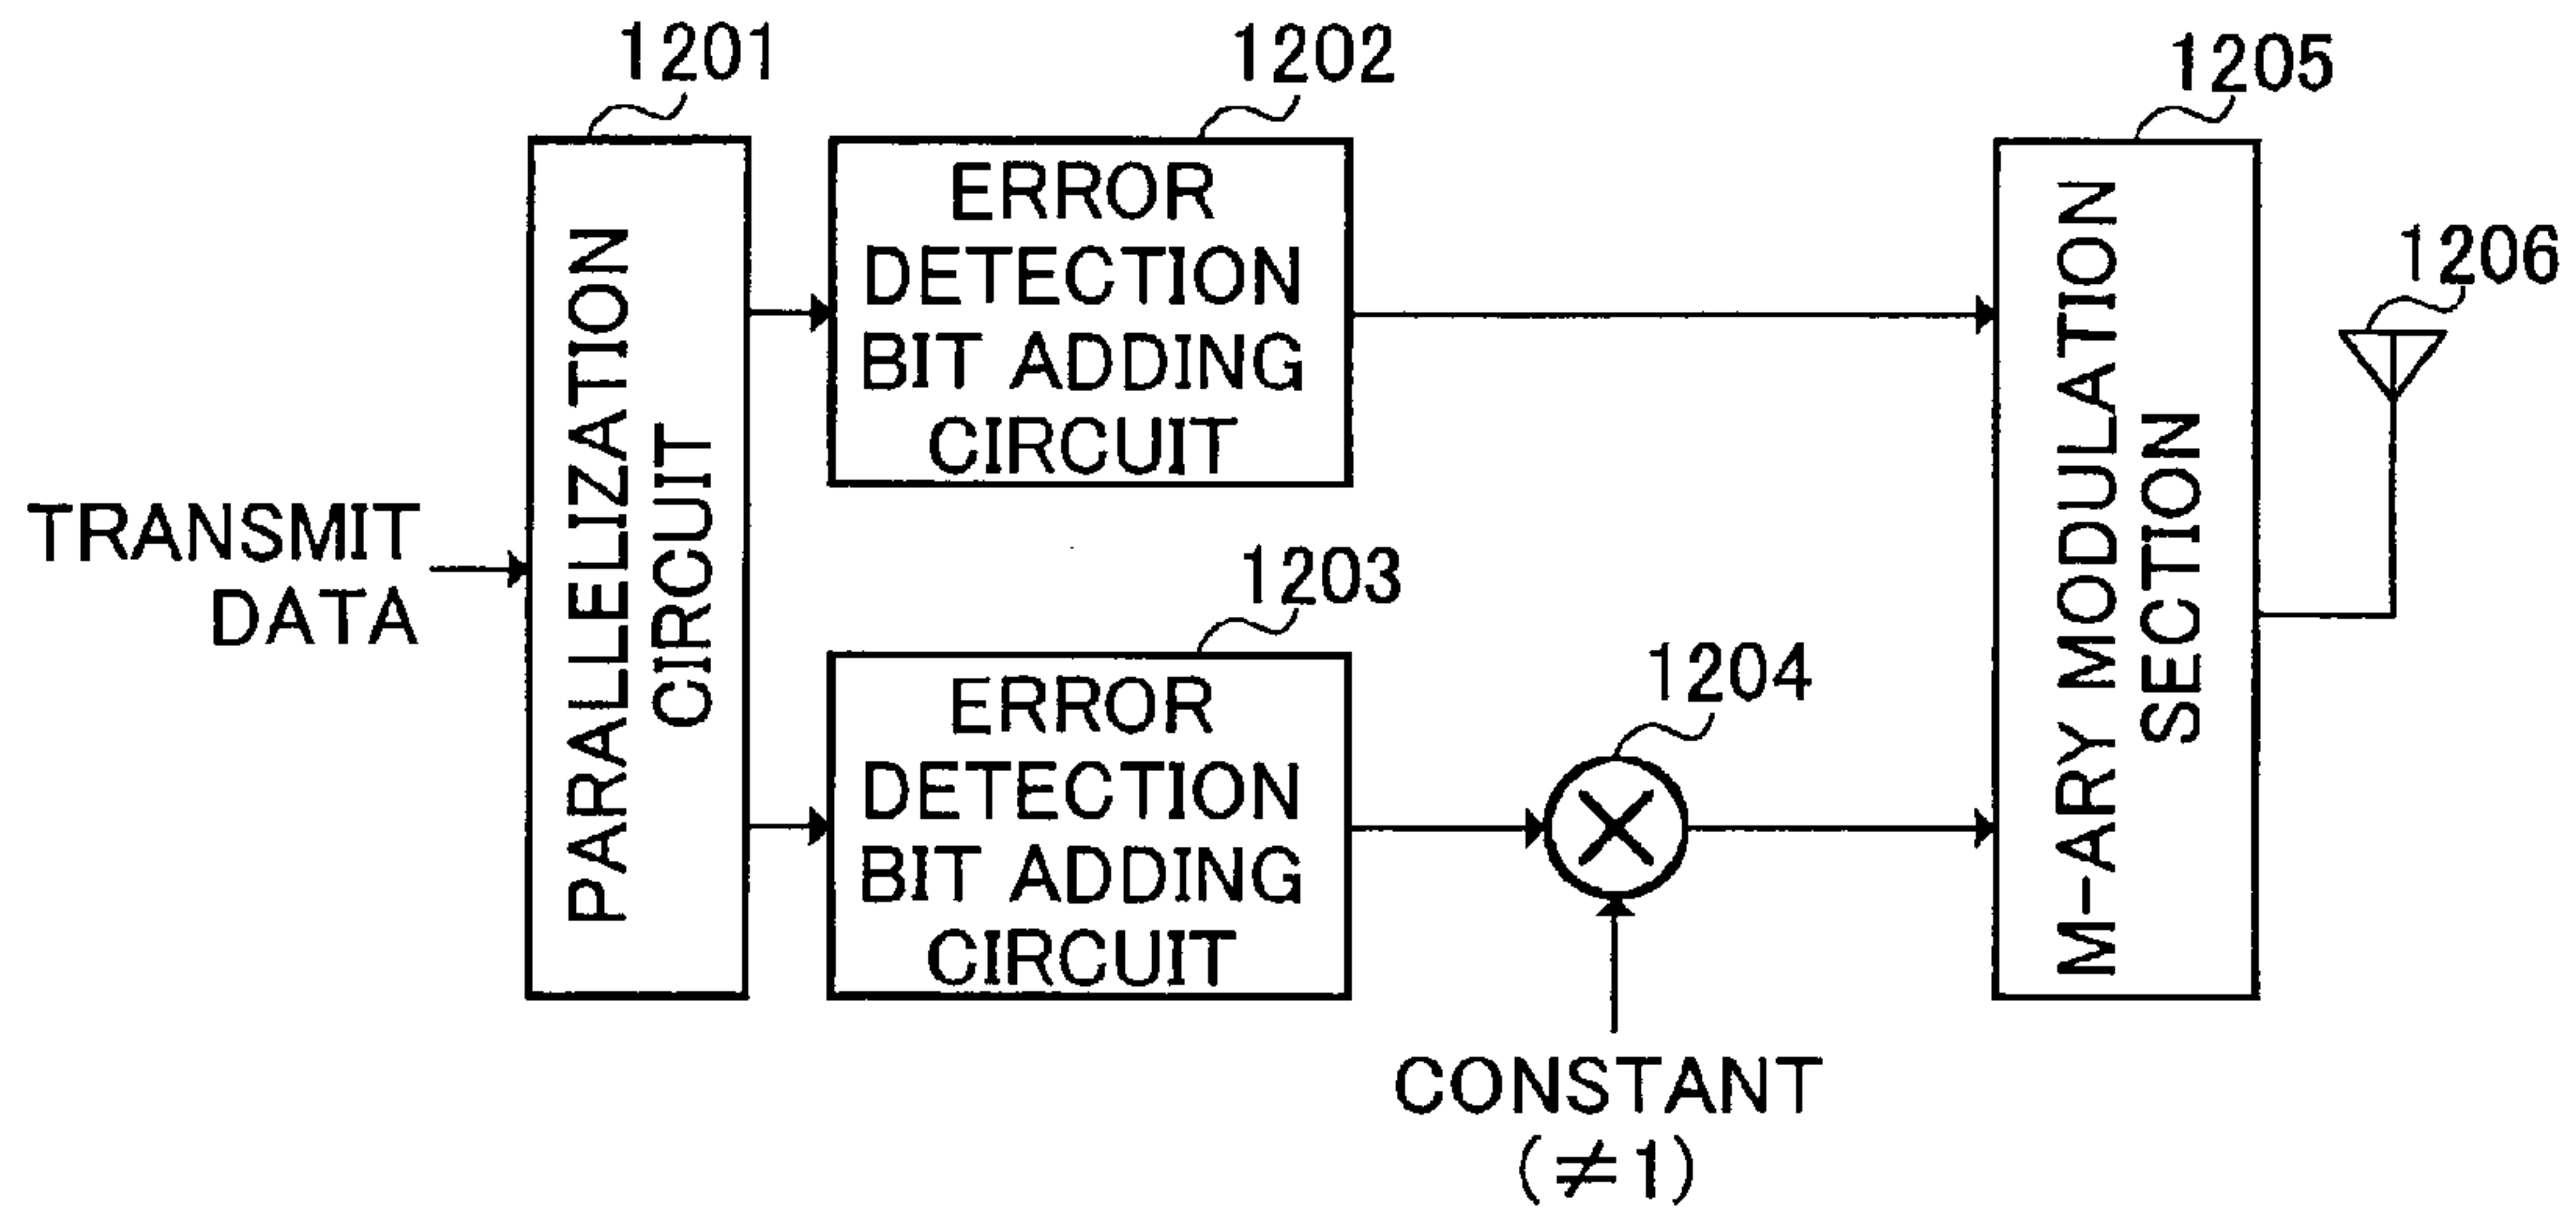 1201
1202
1205
1206
TRANSMIT
DATA
PARALLELIZATION
CIRCUIT
ERROR
DETECTION
BIT ADDING
CIRCUIT
1203
ERROR
DETECTION
BIT ADDING
CIRCUIT
1204
CONSTANT
(≠1)
M-ARY MODULATION
SECTION